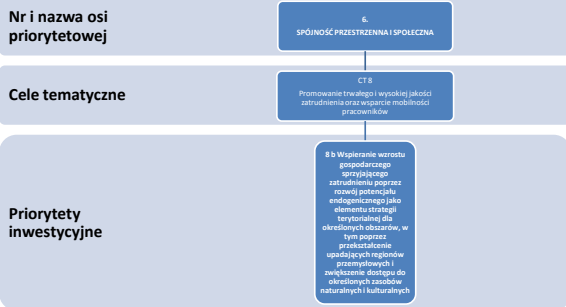 Nr i nazwa osi
priorytetowej
6.
SPÓJNOŚĆ PRZESTRZENNA I SPOŁECZNA
Cele tematyczne
CT 8
Promowanie trwałego i wysokiej jakości
zatrudnienia oraz wsparcie mobilności
pracowników
Priorytety
inwestycyjne
8 b Wspieranie wzrostu
gospodarczego
sprzyjającego
zatrudnieniu poprzez
rozwój potencjału
endogenicznego jako
elementu strategii
terytorialnej dla
określonych obszarów, w
tym poprzez
przekształcenie
upadających regionów
przemysłowych i
zwiększenie dostępu do
określonych zasobów
naturalnych i kulturalnych